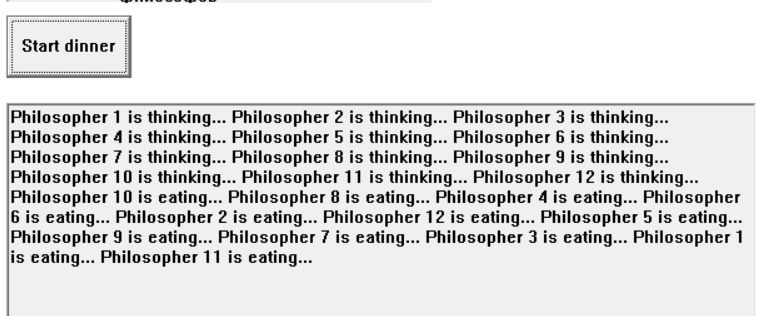 Start dinner
Philosopher 1 is thinking... Philosopher 2 is thinking... Philosopher 3 is thinking...
Philosopher 4 is thinking... Philosopher 5 is thinking... Philosopher 6 is thinking...
Philosopher 7 is thinking... Philosopher 8 is thinking... Philosopher 9 is thinking...
Philosopher 10 is thinking... Philosopher 11 is thinking... Philosopher 12 is thinking...
Philosopher 10 is eating... Philosopher 8 is eating... Philosopher 4 is eating... Philosopher
6 is eating... Philosopher 2 is eating... Philosopher 12 is eating... Philosopher 5 is eating...
Philosopher 9 is eating... Philosopher 7 is eating... Philosopher 3 is eating... Philosopher 1
is eating... Philosopher 11 is eating...